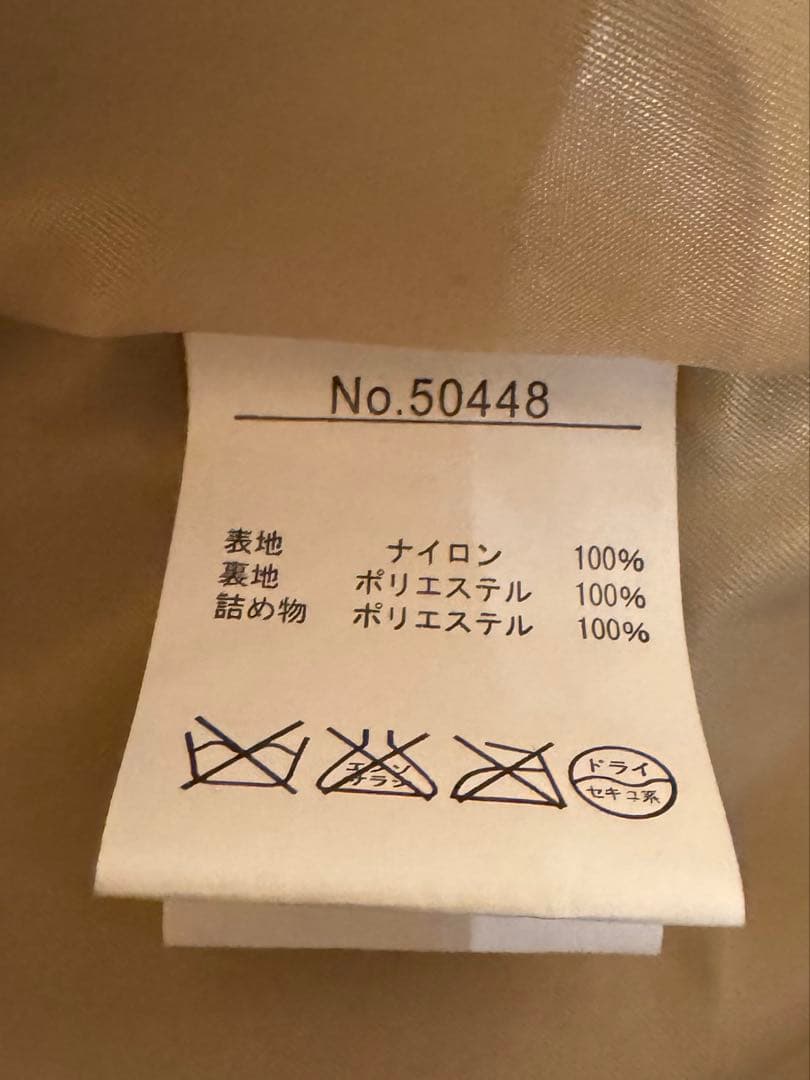 No.50448
表地 ナイロン 100%
裏地 ポリエステル 100%
詰め物 ポリエステル 100%
エンソ
サラシ
ドライ
セキユ系